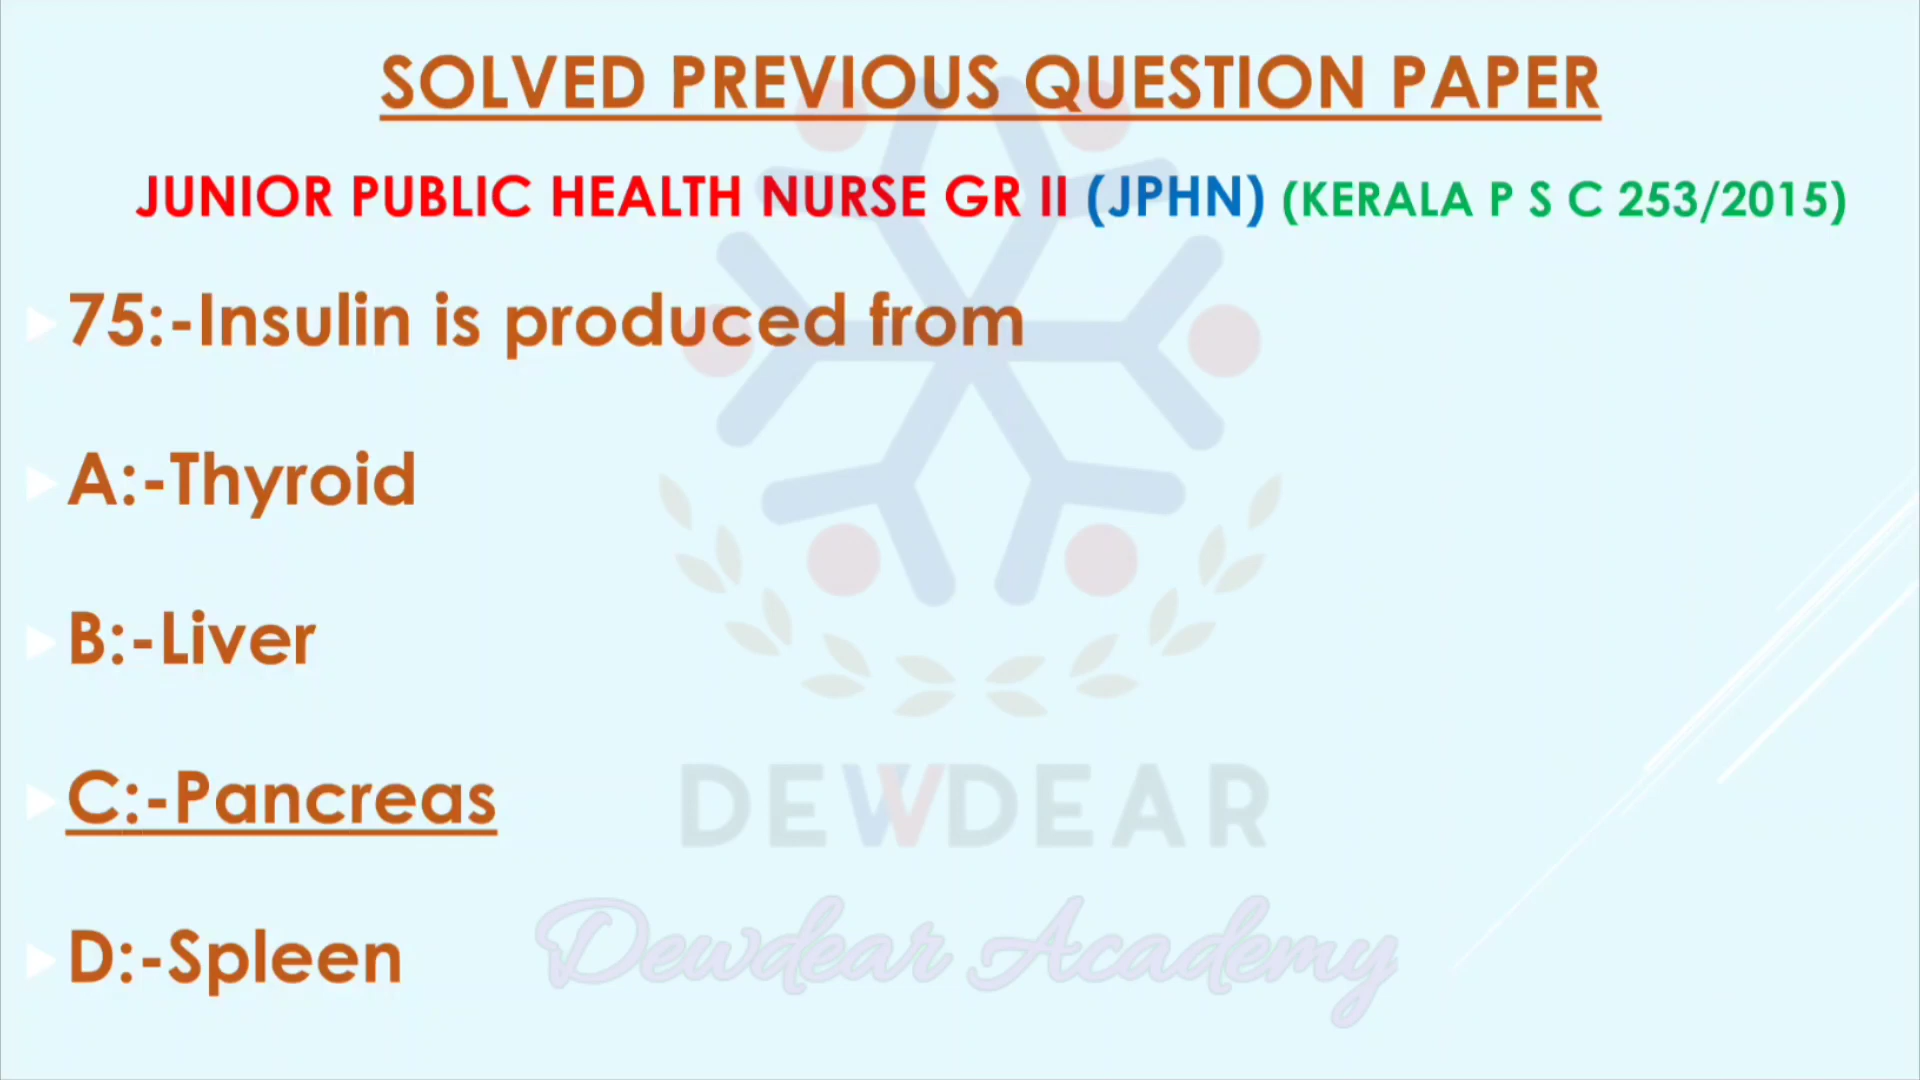 SOLVED PREVIOUS QUESTION PAPER
JUNIOR PUBLIC HEALTH NURSE GR II (JPHN) (KERALA P S C 253/2015)
75:-Insulin is produced from
A:-Thyroid
B:-Liver
C:-Pancreas
D:-Spleen
DEWDEAR
Dewdear Academy